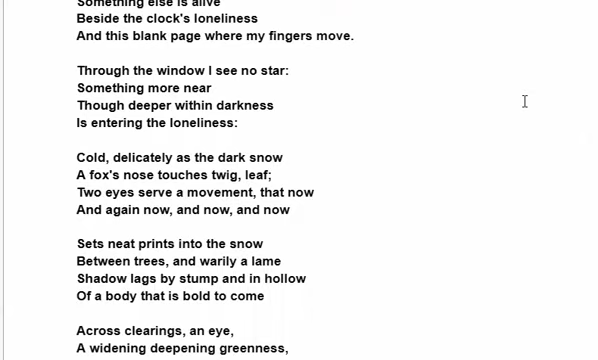 Something else is alive
Beside the clock's loneliness
And this blank page where my fingers move.
Through the window I see no star:
Something more near
Though deeper within darkness
Is entering the loneliness:
Cold, delicately as the dark snow
A fox's nose touches twig, leaf;
Two eyes serve a movement, that now
And again now, and now, and now
Sets neat prints into the snow
Between trees, and warily a lame
Shadow lags by stump and in hollow
Of a body that is bold to come
Across clearings, an eye,
A widening deepening greenness,